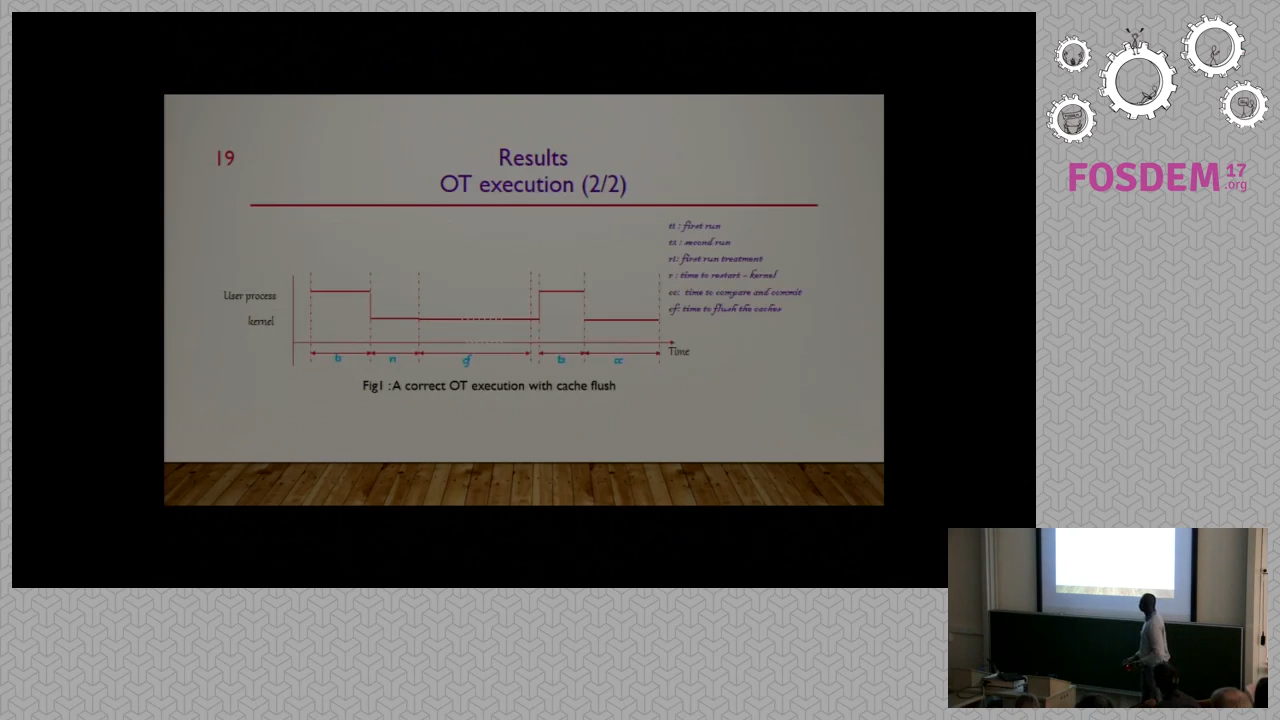 19
Results
OT execution (2/2)
t1 : first run
t2 : second run
r1: first run treatment
r : time to restart – kernel
cc: time to compare and commit
cf: time to flush the caches
User process
kernel
cf
Time
Fig1 : A correct OT execution with cache flush
FOSDEM 17
.org